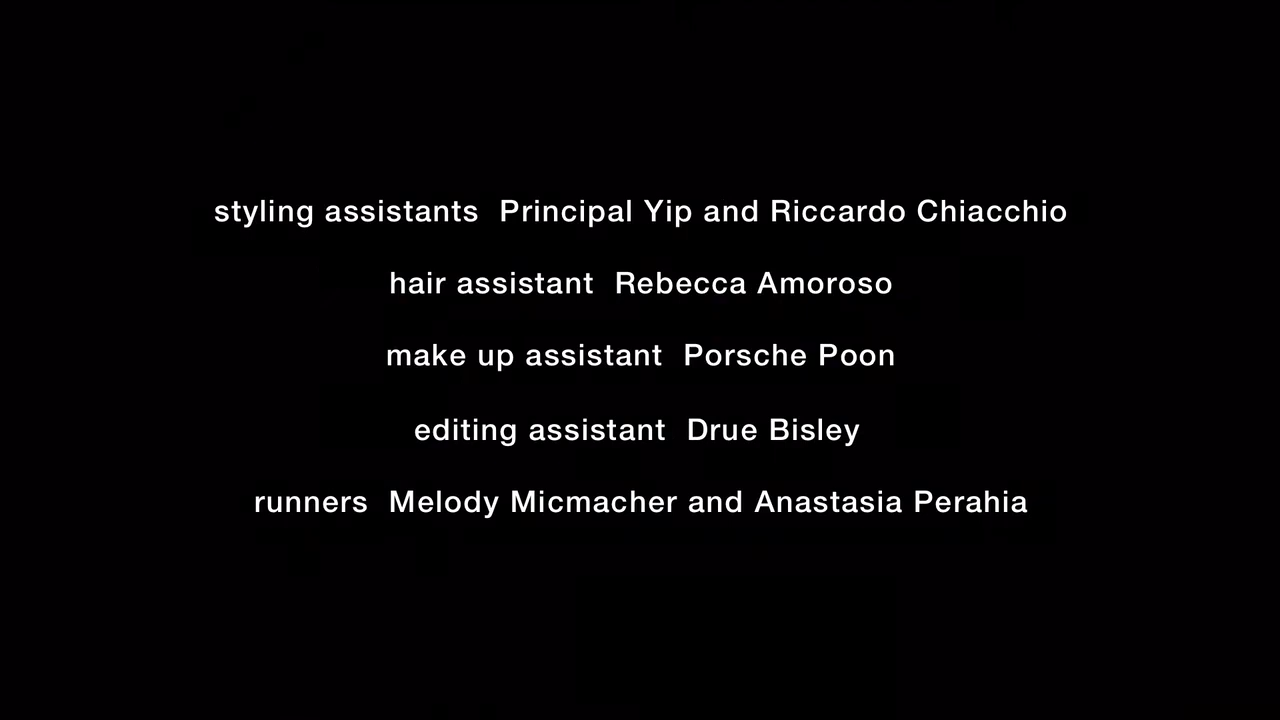 styling assistants  Principal Yip and Riccardo Chiacchio
hair assistant  Rebecca Amoroso
make up assistant  Porsche Poon
editing assistant  Drue Bisley
runners  Melody Micmacher and Anastasia Perahia